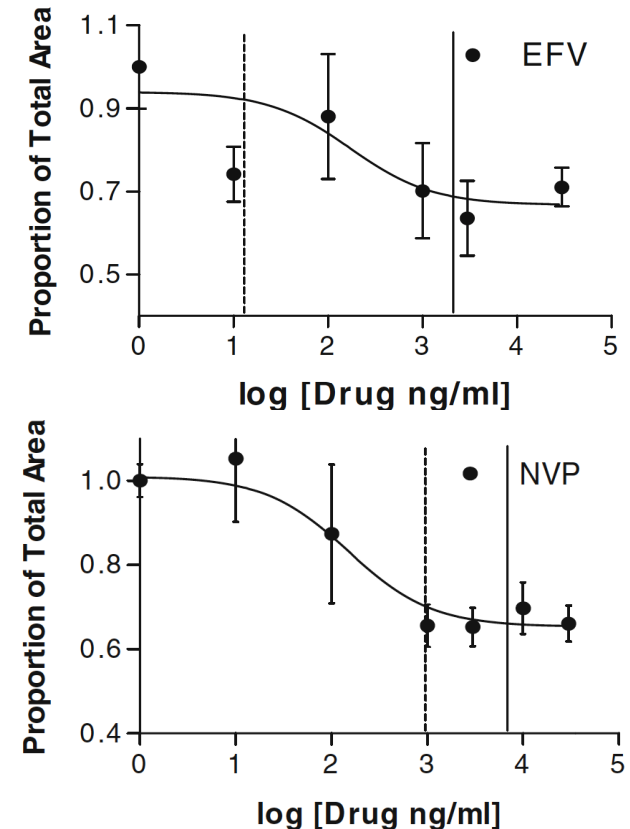 Proportion of Total Area
1.1
0.9
0.7
0.5
EFV
0 1 2 3 4 5
log [Drug ng/ml]
Proportion of Total Area
1.0
0.8
0.6
0.4
NVP
0 1 2 3 4 5
log [Drug ng/ml]